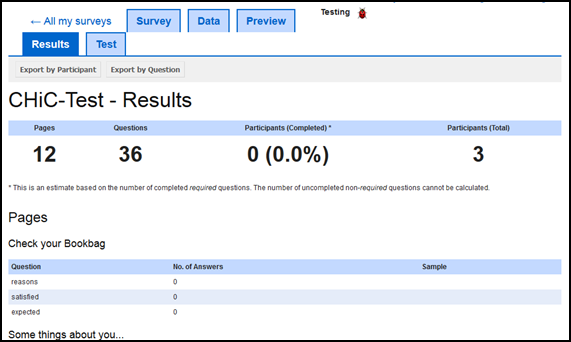 ← All my surveys Survey Data Preview Testing
Results Test
Export by Participant Export by Question
CHiC-Test - Results
Pages Questions Participants (Completed) * Participants (Total)
12 36 0 (0.0%) 3
* This is an estimate based on the number of completed required questions. The number of uncompleted non-required questions cannot be calculated.
Pages
Check your Bookbag
Question No. of Answers Sample
reasons 0
satisfied 0
expected 0
Some things about you...